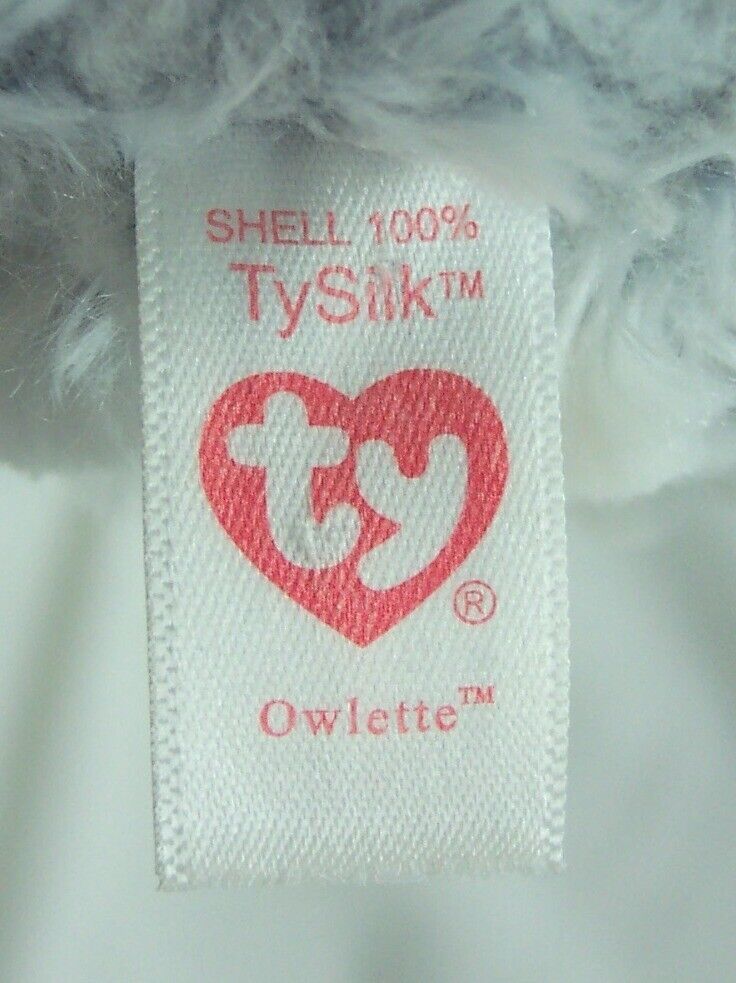 SHELL 100%
TySilk™
ty®
Owlette™